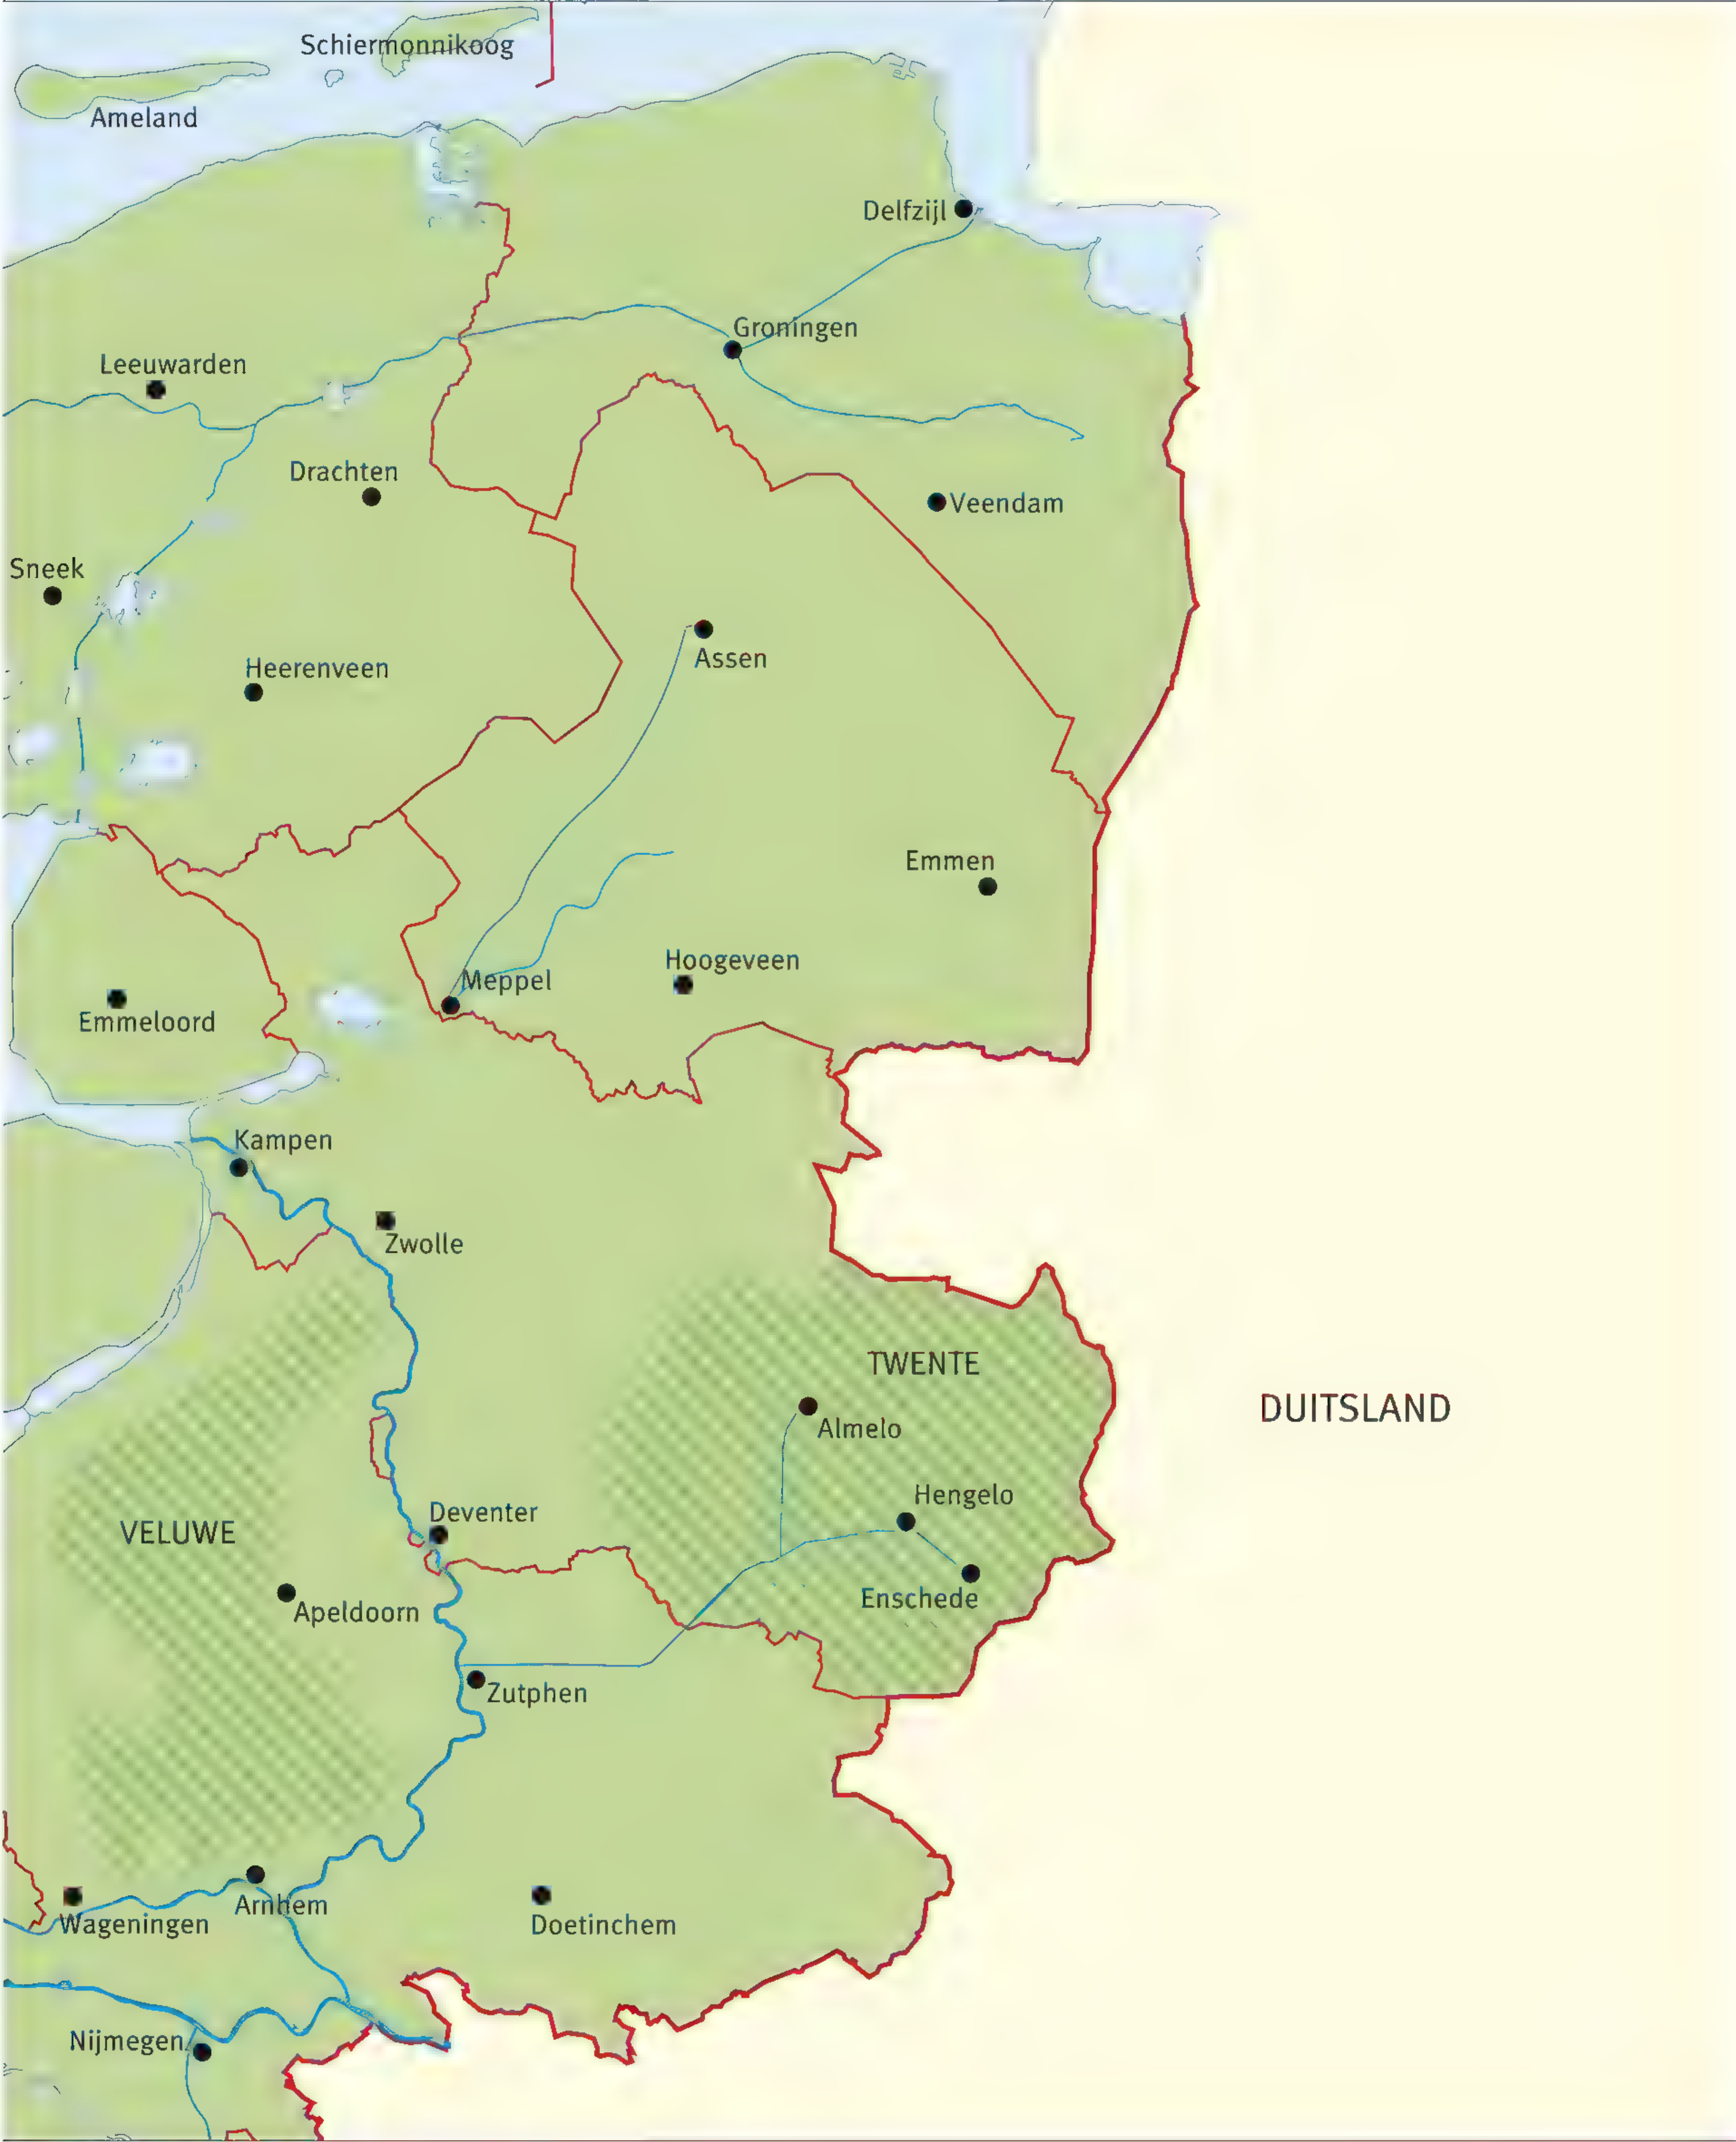 Schiermonnikoog
Ameland
Delfzijl
Groningen
Leeuwarden
Drachten
Veendam
Sneek
Assen
Heerenveen
Emmen
Hoogeveen
Meppel
Emmeloord
Kampen
Zwolle
TWENTE
DUITSLAND
Almelo
Hengelo
Deventer
VELUWE
Enschede
Apeldoorn
Zutphen
Arnhem
Wageningen
Doetinchem
Nijmegen